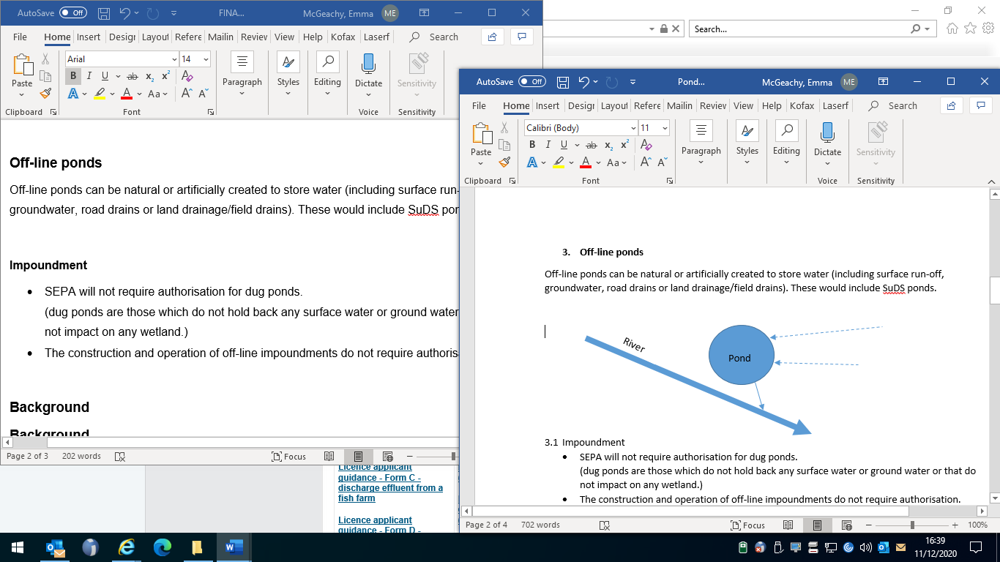 AutoSave Off FINA... McGeachy, Emma ME
File Home Insert Desigr Layout Refere Mailin Review View Help Kofax Laserf Search
Arial 14
Paste Paragraph Styles Editing Dictate Sensitivity
B I U ab x₂ x² A
A A Aa A A
Clipboard Font Voice Sensitivity
Off-line ponds
Off-line ponds can be natural or artificially created to store water (including surface run-
groundwater, road drains or land drainage/field drains). These would include SuDS por
Impoundment
• SEPA will not require authorisation for dug ponds.
(dug ponds are those which do not hold back any surface water or ground water
not impact on any wetland.)
• The construction and operation of off-line impoundments do not require authoris
Background
Background
Page 2 of 3 202 words Focus
Licence applicant
guidance - Form C -
discharge effluent from a
fish farm
Licence applicant
guidance - Form D -
Search...
AutoSave Off Pond... McGeachy, Emma ME
File Home Insert Desigr Layout Refere Mailin Review View Help Kofax Laserf Search
Calibri (Body) 11
Paste Paragraph Styles Editing Dictate Sensitivity
B I U ab x₂ x² A
A A Aa A A
Clipboard Font Voice Sensitivity
3. Off-line ponds
Off-line ponds can be natural or artificially created to store water (including surface run-off,
groundwater, road drains or land drainage/field drains). These would include SuDS ponds.
River
Pond
3.1 Impoundment
• SEPA will not require authorisation for dug ponds.
(dug ponds are those which do not hold back any surface water or ground water or that do
not impact on any wetland.)
• The construction and operation of off-line impoundments do not require authorisation.
Page 2 of 4 702 words Focus 100%
16:39
11/12/2020